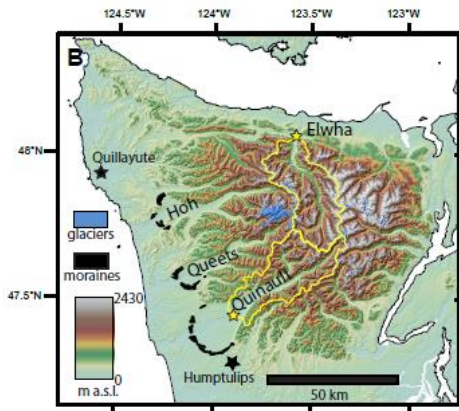 124.5°W 124°W 123.5°W 123°W
B
Elwha
48°N
Quillayute
Hoh
glaciers
Queets
moraines
Quinault
2430
47.5°N
0
m a.s.l.
Humptulips
50 km